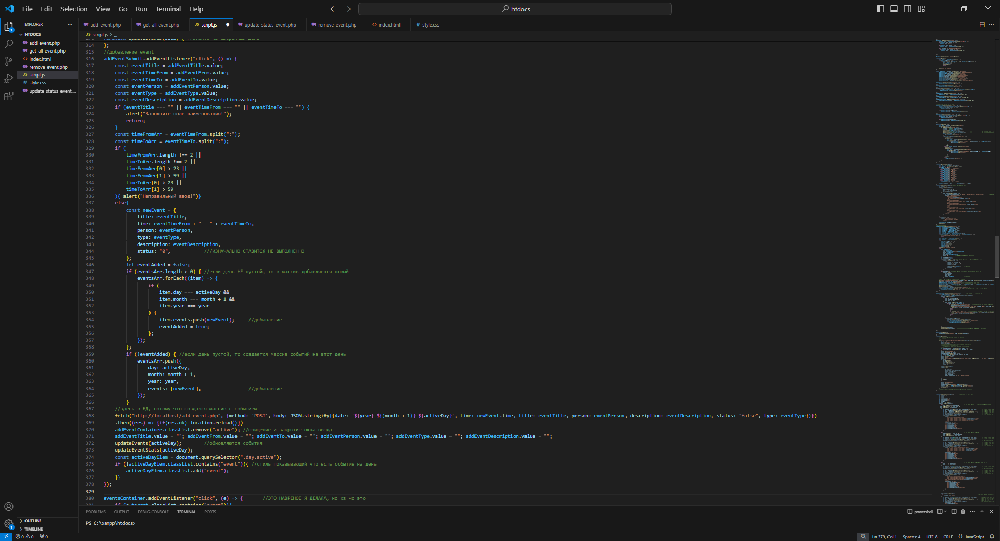 File Edit Selection View Go Run Terminal Help
htdocs
EXPLORER
add_event.php get_all_event.php script.js update_status_event.php remove_event.php index.html style.css
HTDOCS
JS script.js > ...
add_event.php
get_all_event.php
index.html
remove_event.php
JS script.js
# style.css
update_status_event....
314 };
315 //добавление event
316 addEventSubmit.addEventListener("click", () => {
317 const eventTitle = addEventTitle.value;
318 const eventTimeFrom = addEventFrom.value;
319 const eventTimeTo = addEventTo.value;
320 const eventPerson = addEventPerson.value;
321 const eventType = addEventType.value;
322 const eventDescription = addEventDescription.value;
323 if (eventTitle === "" || eventTimeFrom === "" || eventTimeTo === "") {
324 alert("Заполните поле наименования!");
325 return;
326 }
327 const timeFromArr = eventTimeFrom.split(":");
328 const timeToArr = eventTimeTo.split(":");
329 if (
330 timeFromArr.length !== 2 ||
331 timeToArr.length !== 2 ||
332 timeFromArr[0] > 23 ||
333 timeFromArr[1] > 59 ||
334 timeToArr[0] > 23 ||
335 timeToArr[1] > 59
336 ){ alert("Неправильный ввод!")}
337 else{
338 const newEvent = {
339 title: eventTitle,
340 time: eventTimeFrom + " - " + eventTimeTo,
341 person: eventPerson,
342 type: eventType,
343 description: eventDescription,
344 status: "0", ///ИЗНАЧАЛЬНО СТАВИТСЯ НЕ ВЫПОЛНЕННО
345 };
346 let eventAdded = false;
347 if (eventsArr.length > 0) { //если день НЕ пустой, то в массив добавляется новый
348 eventsArr.forEach((item) => {
349 if (
350 item.day === activeDay &&
351 item.month === month + 1 &&
352 item.year === year
353 ) {
354 item.events.push(newEvent); //добавление
355 eventAdded = true;
356 };
357 });
358 };
359 if (!eventAdded) { //если день пустой, то создается массив событий на этот день
360 eventsArr.push({
361 day: activeDay,
362 month: month + 1,
363 year: year,
364 events: [newEvent], //добавление
365 });
366 }
367 //здесь в БД, потому что создался массив с событием
368 fetch("http://localhost/add_event.php", {method: 'POST', body: JSON.stringify({date: `${year}-${(month + 1)}-${activeDay}`, time: newEvent.time, title: eventTitle, person: eventPerson, description: eventDescription, status: "false", type: eventType})})
369 .then((res) => {if(res.ok) location.reload()})
370 addEventContainer.classList.remove("active"); //очищение и закрытие окна ввода
371 addEventTitle.value = ""; addEventFrom.value = ""; addEventTo.value = ""; addEventPerson.value = ""; addEventType.value = ""; addEventDescription.value = "";
372 updateEvents(activeDay); //обновляются события
373 updateEventStats(activeDay);
374 const activeDayElem = document.querySelector(".day.active");
375 if (!activeDayElem.classList.contains("event")){ //стиль показывающий что есть событие на день
376 activeDayElem.classList.add("event");
377 }}
378 });
379
380 eventsContainer.addEventListener("click", (e) => { //ЭТО НАВРЕНОЕ Я ДЕЛАЛА, но хз чо это
PROBLEMS OUTPUT DEBUG CONSOLE TERMINAL PORTS
powershell
PS C:\xampp\htdocs>
OUTLINE
TIMELINE
0 0 0
Ln 379, Col 1 Spaces: 4 UTF-8 CRLF {} JavaScript